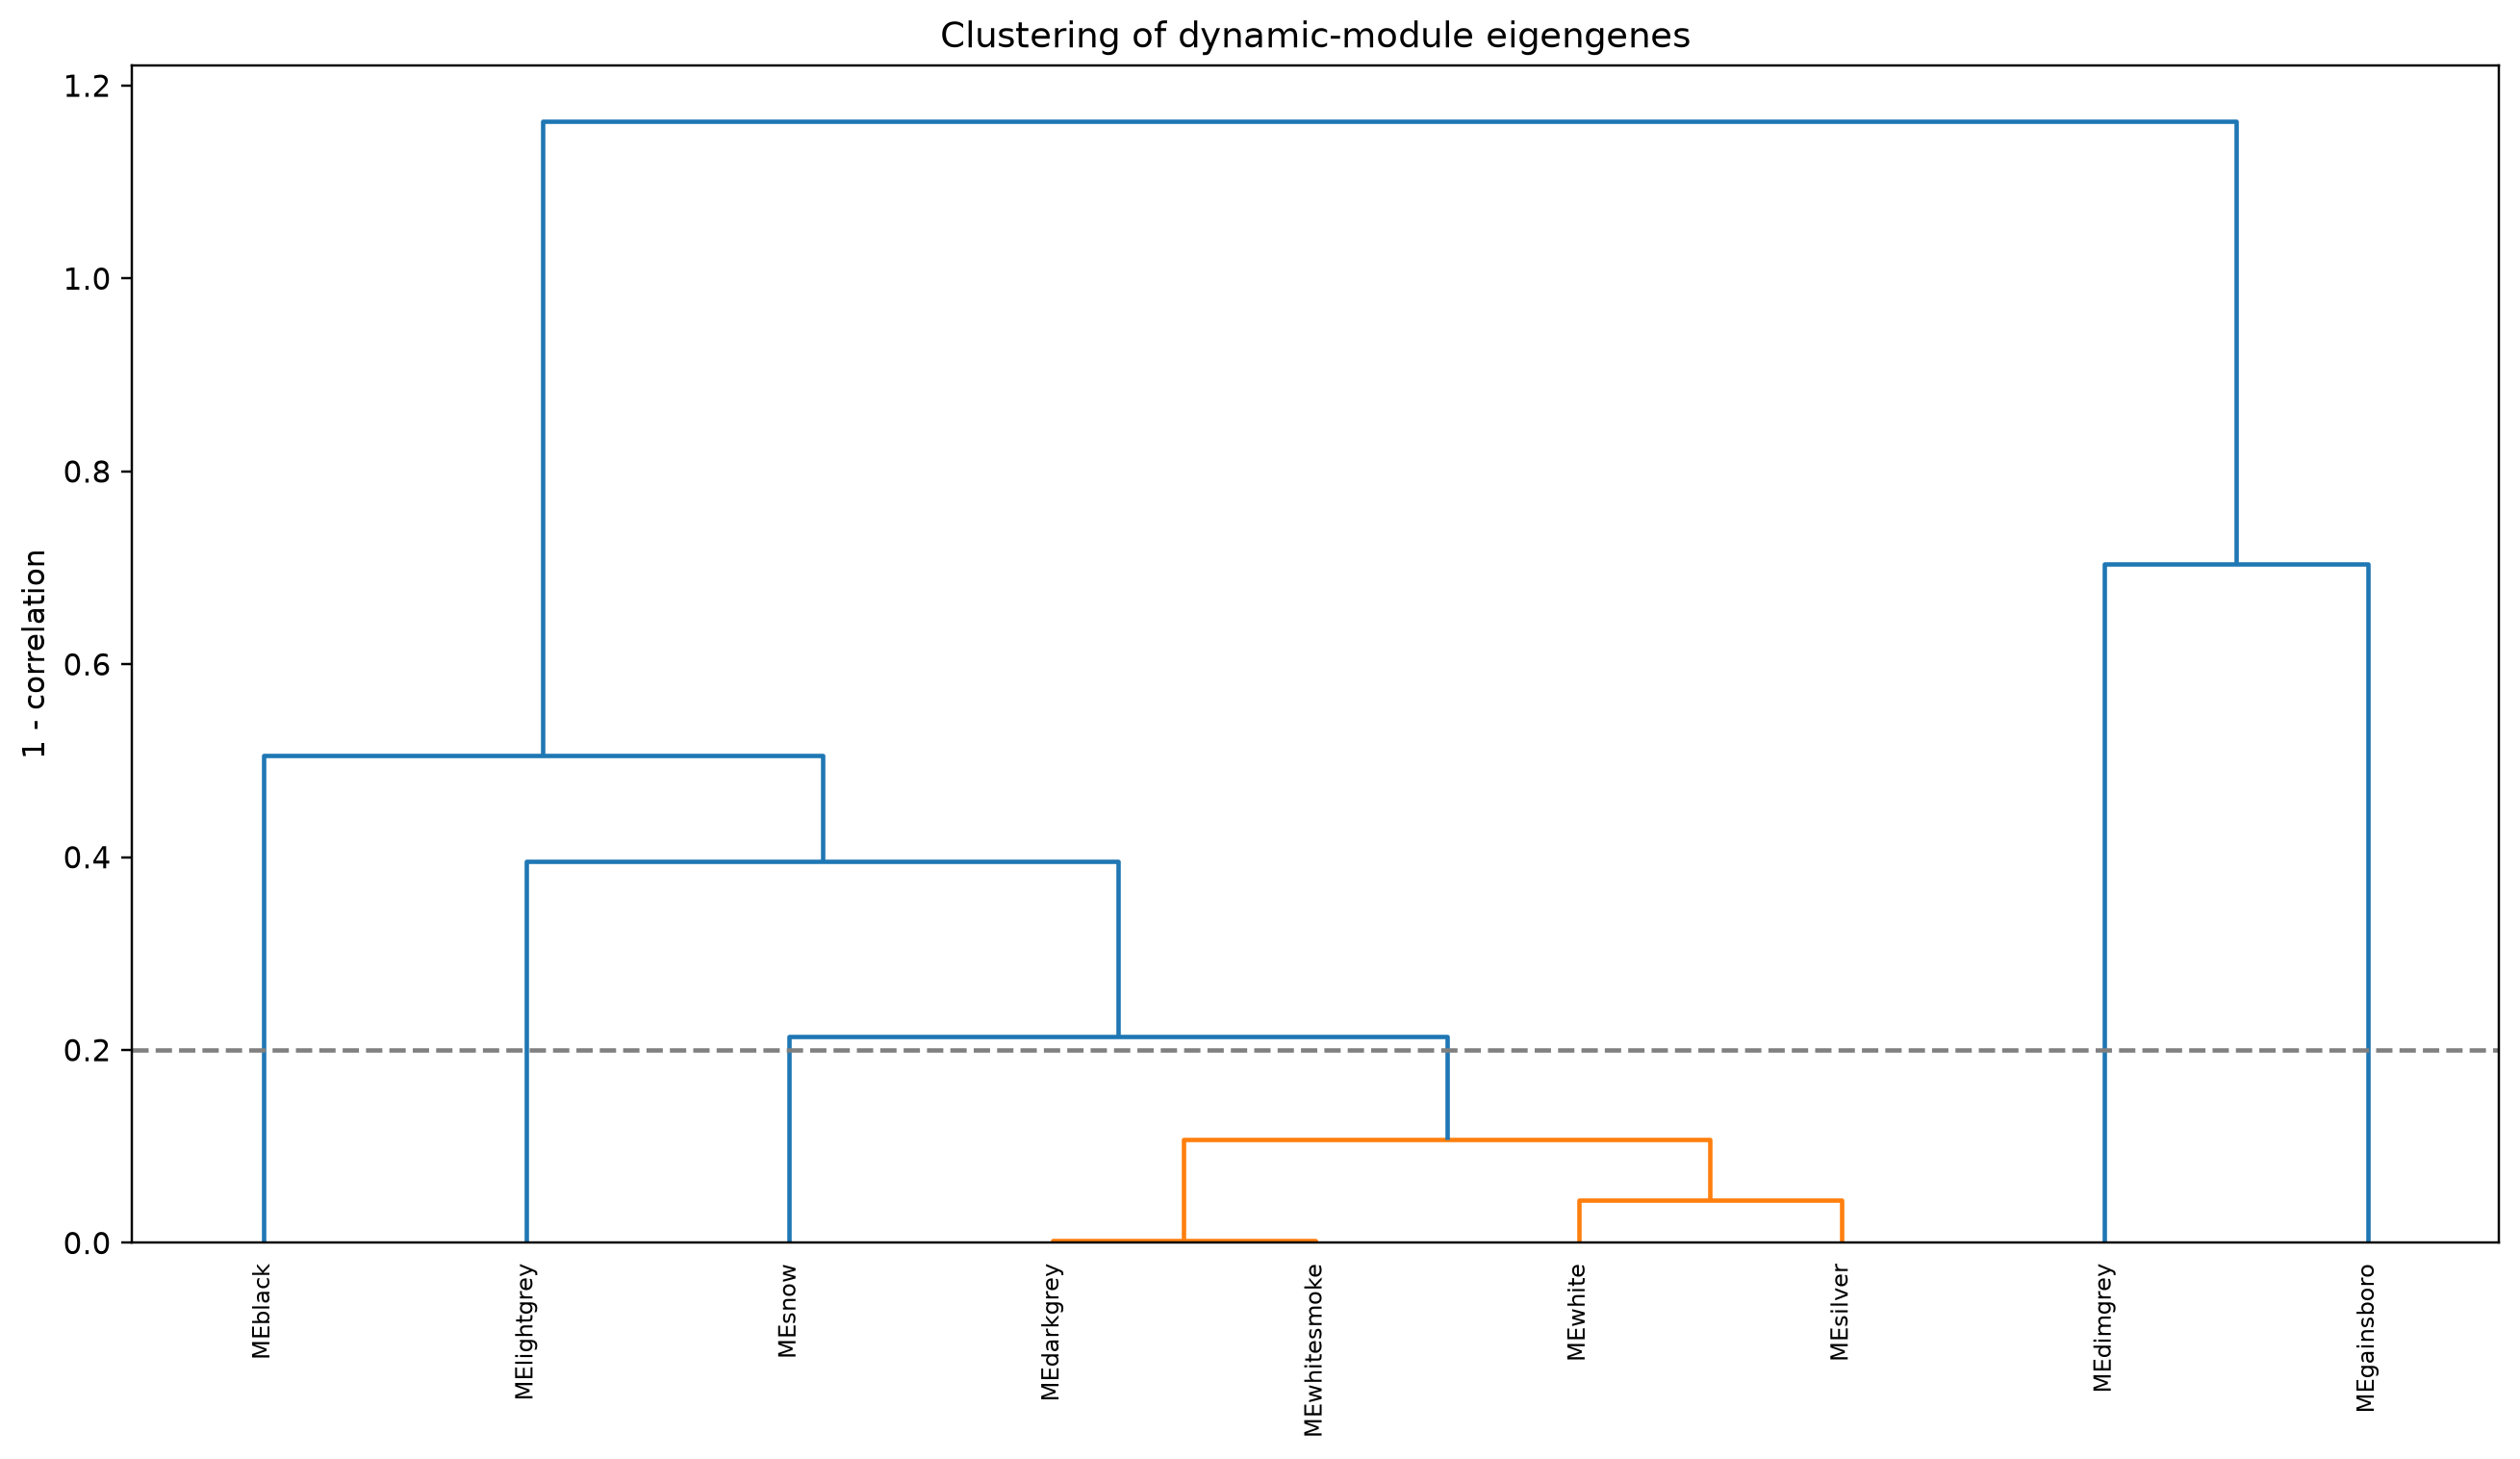 Clustering of dynamic-module eigengenes
1.2
1.0
0.8
0.6
0.4
0.2
0.0
1 - correlation
MEblack
MElightgrey
MEsnow
MEdarkgrey
MEwhitesmoke
MEwhite
MEsilver
MEdimgrey
MEgainsboro